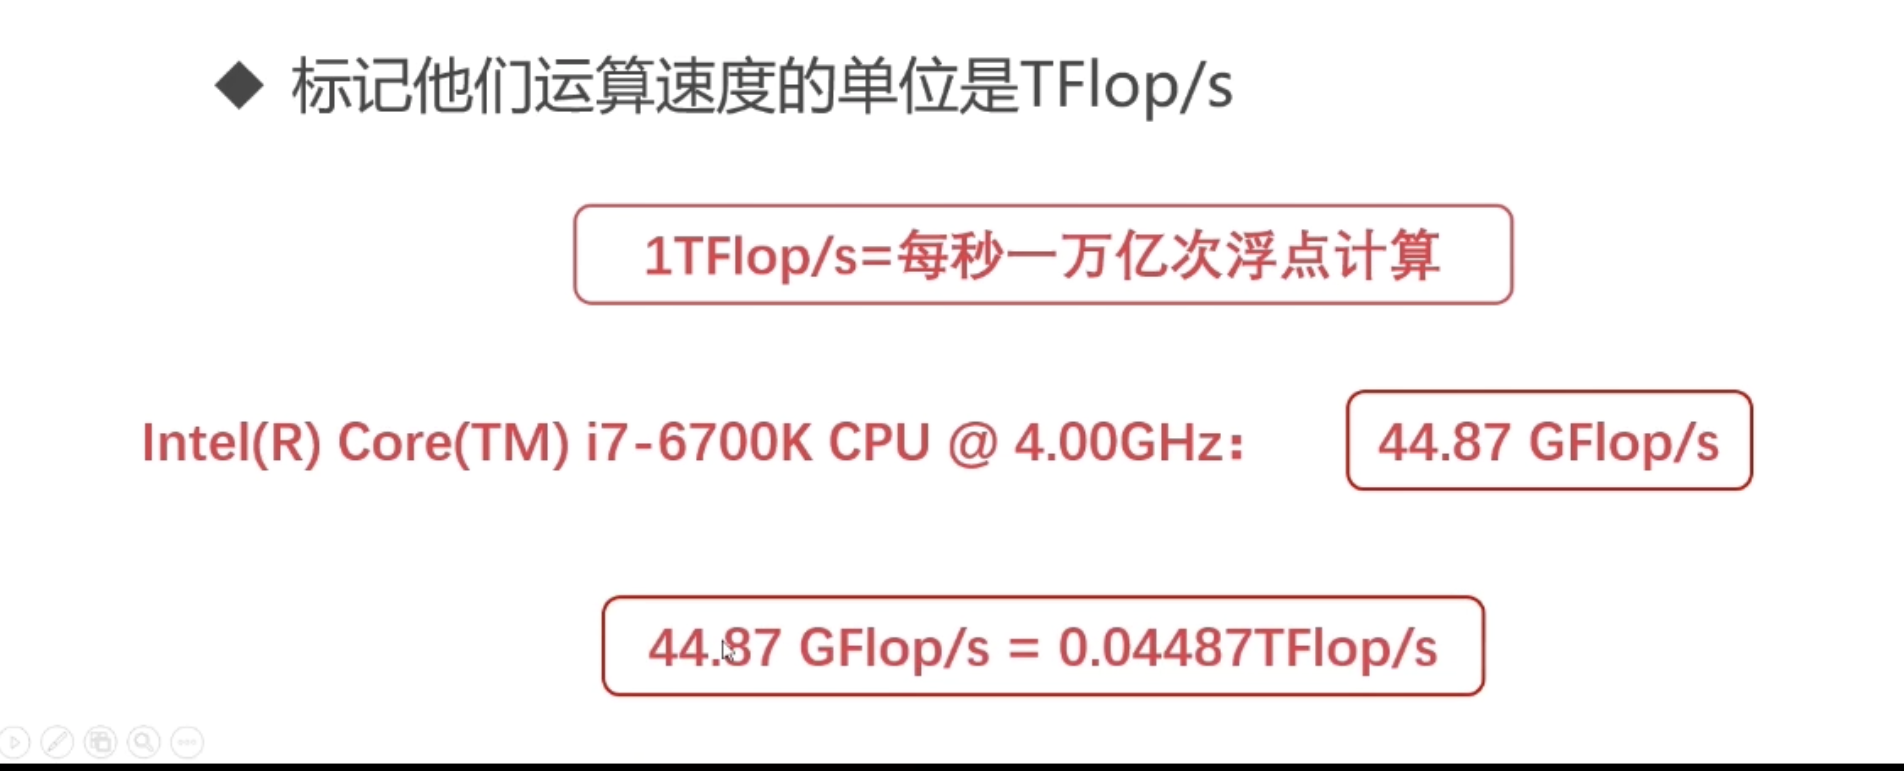 ◆ 标记他们运算速度的单位是TFlop/s
1TFlop/s=每秒一万亿次浮点计算
Intel(R) Core(TM) i7-6700K CPU @ 4.00GHz： 44.87 GFlop/s
44.87 GFlop/s = 0.04487TFlop/s